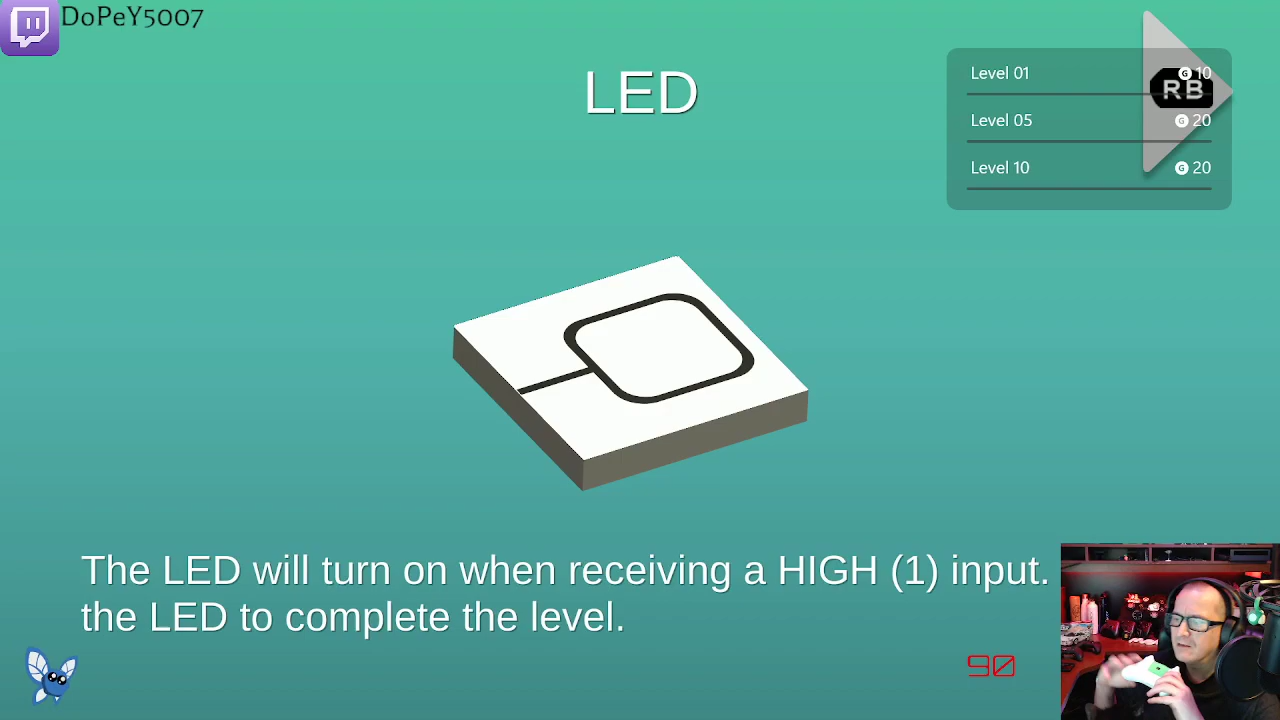 DoPeY5007
LED
Level 01 G 10
RB
Level 05 G 20
Level 10 G 20
The LED will turn on when receiving a HIGH (1) input.
the LED to complete the level.
90